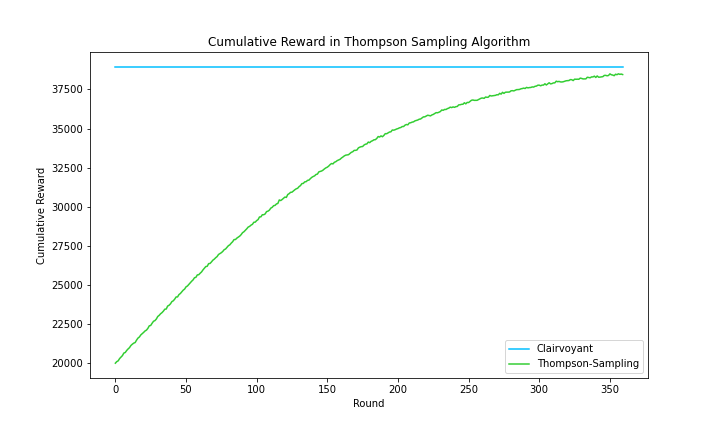 Cumulative Reward in Thompson Sampling Algorithm
37500
35000
32500
30000
27500
25000
22500
20000
Cumulative Reward
0 50 100 150 200 250 300 350
Round
Clairvoyant
Thompson-Sampling